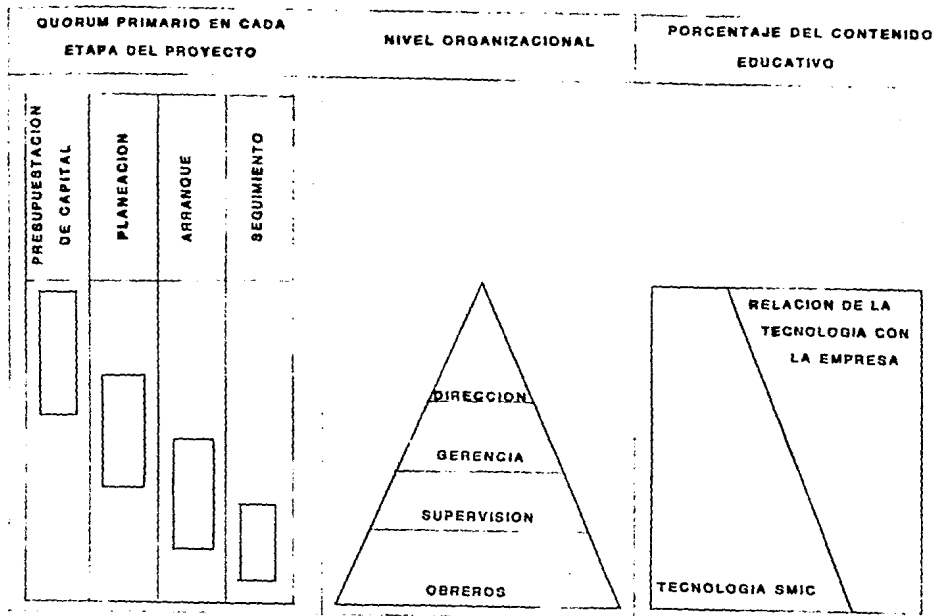 QUORUM PRIMARIO EN CADA
ETAPA DEL PROYECTO
NIVEL ORGANIZACIONAL
PORCENTAJE DEL CONTENIDO
EDUCATIVO
PRESUPUESTACION
DE CAPITAL
PLANEACION
ARRANQUE
SEGUIMIENTO
DIRECCION
GERENCIA
SUPERVISION
OBREROS
RELACION DE LA
TECNOLOGIA CON
LA EMPRESA
TECNOLOGIA SMIC